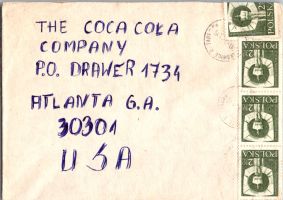 THE COCA COLA
COMPANY
P.O. DRAWER 1734
ATLANTA G.A.
30301
USA
POLSKA
POLSKA
POLSKA
POLSKA